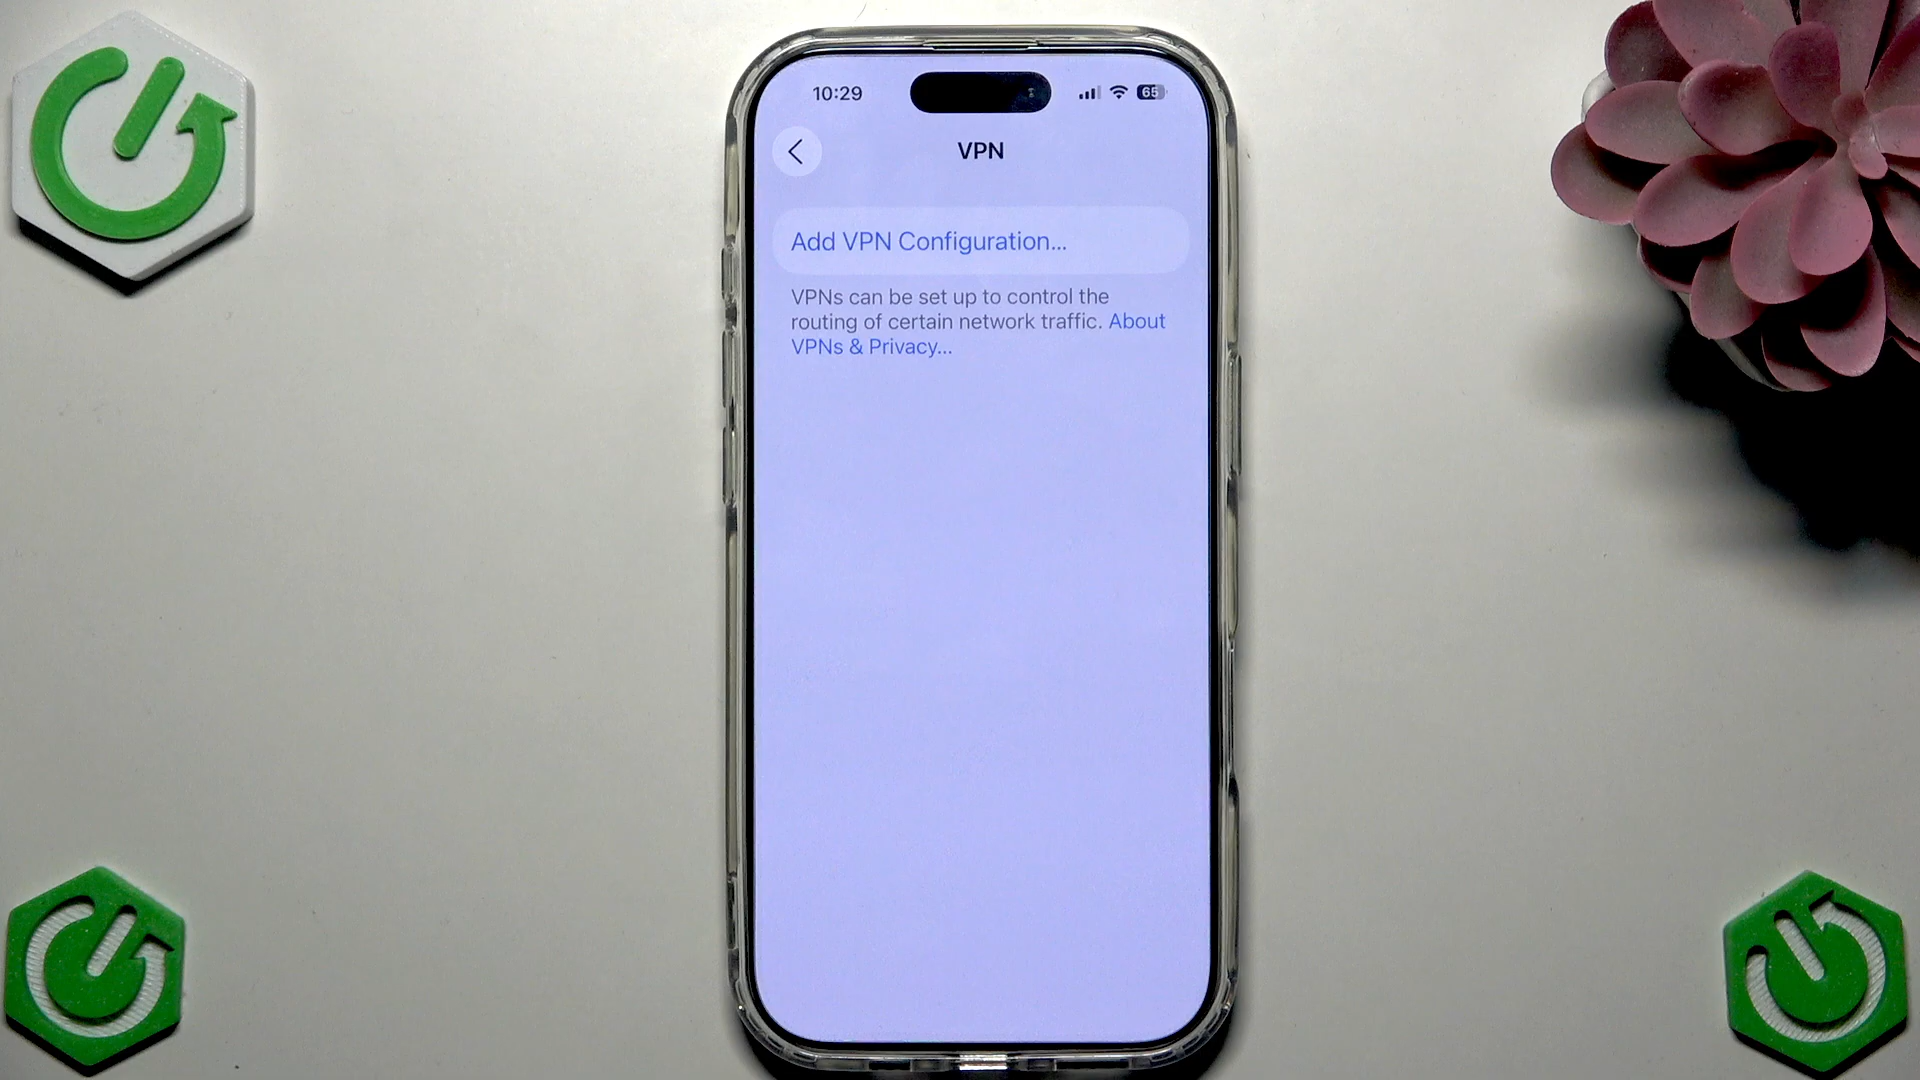 10:29
65
VPN
Add VPN Configuration...
VPNs can be set up to control the
routing of certain network traffic. About
VPNs & Privacy...